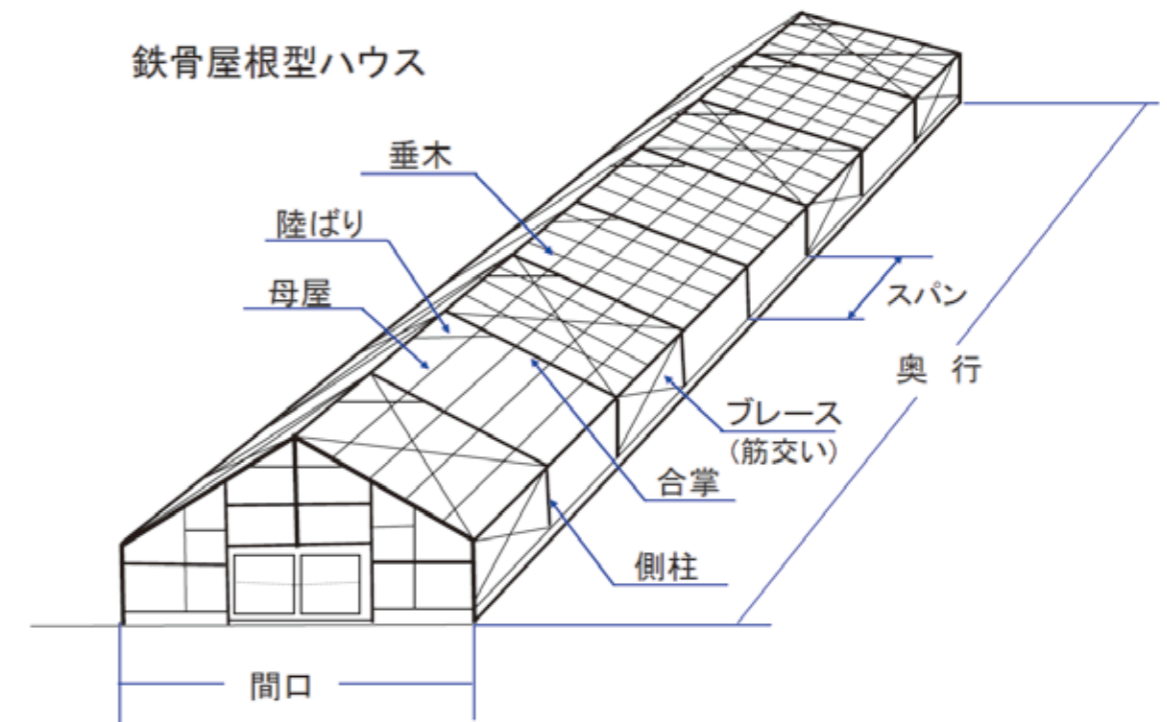 鉄骨屋根型ハウス
垂木
陸ばり
母屋
スパン
奥 行
ブレース
(筋交い)
合掌
側柱
間口